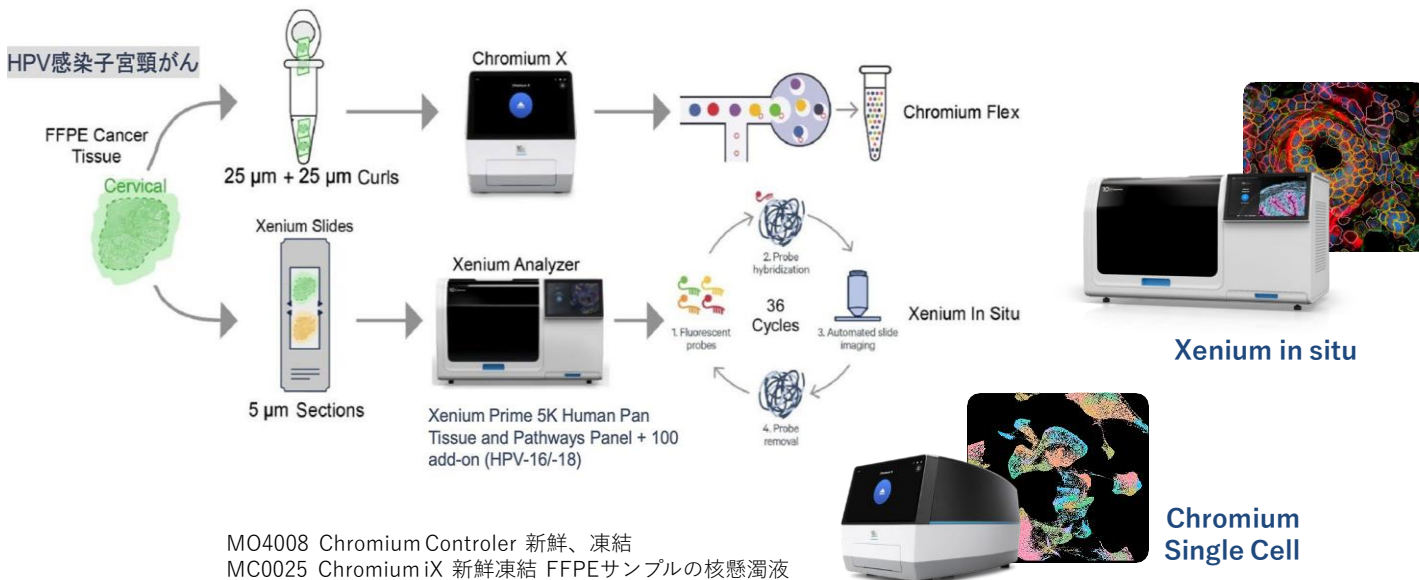 HPV感染子宮頸がん
FFPE Cancer
Tissue
Cervical
25 µm + 25 µm Curls
Chromium X
Chromium Flex
Xenium Slides
5 µm Sections
Xenium Analyzer
Xenium Prime 5K Human Pan
Tissue and Pathways Panel + 100
add-on (HPV-16/-18)
1. Fluorescent
probes
2. Probe
hybridization
36
Cycles
3. Automated slide
imaging
4. Probe
removal
Xenium In Situ
Xenium in situ
Chromium
Single Cell
MO4008 Chromium Controler 新鮮、凍結
MC0025 Chromium iX 新鮮凍結 FFPEサンプルの核懸濁液